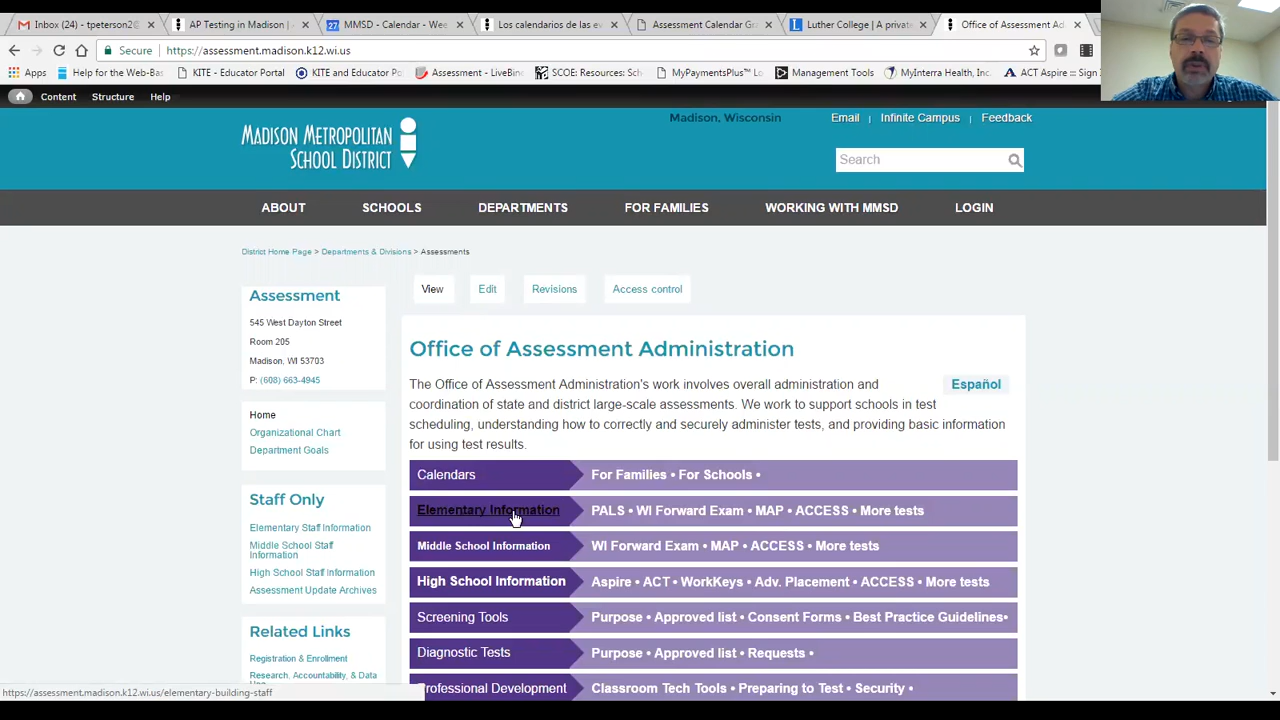 Inbox (24) - tpeterson2@
AP Testing in Madison |
MMSD - Calendar - Wee
Los calendarios de las ev
Assessment Calendar Gr
Luther College | A private
Office of Assessment Ad
Secure | https://assessment.madison.k12.wi.us
Apps
Help for the Web-Bas
KITE - Educator Portal
KITE and Educator Po
Assessment - LiveBin
SCOE: Resources: Sch
MyPaymentsPlus™ Lo
Management Tools
MyInterra Health, Inc.
ACT Aspire :: Sign
Content Structure Help
Madison, Wisconsin
Email | Infinite Campus | Feedback
MADISON METROPOLITAN
SCHOOL DISTRICT
Search
ABOUT SCHOOLS DEPARTMENTS FOR FAMILIES WORKING WITH MMSD LOGIN
District Home Page > Departments & Divisions > Assessments
View Edit Revisions Access control
Assessment
545 West Dayton Street
Room 205
Madison, WI 53703
P: (608) 663-4945
Home
Organizational Chart
Department Goals
Staff Only
Elementary Staff Information
Middle School Staff
Information
High School Staff Information
Assessment Update Archives
Related Links
Registration & Enrollment
Research, Accountability, & Data
Office of Assessment Administration
Español
The Office of Assessment Administration's work involves overall administration and
coordination of state and district large-scale assessments. We work to support schools in test
scheduling, understanding how to correctly and securely administer tests, and providing basic information
for using test results.
Calendars For Families • For Schools •
Elementary Information PALS • WI Forward Exam • MAP • ACCESS • More tests
Middle School Information WI Forward Exam • MAP • ACCESS • More tests
High School Information Aspire • ACT • WorkKeys • Adv. Placement • ACCESS • More tests
Screening Tools Purpose • Approved list • Consent Forms • Best Practice Guidelines•
Diagnostic Tests Purpose • Approved list • Requests •
Professional Development Classroom Tech Tools • Preparing to Test • Security •
https://assessment.madison.k12.wi.us/elementary-building-staff